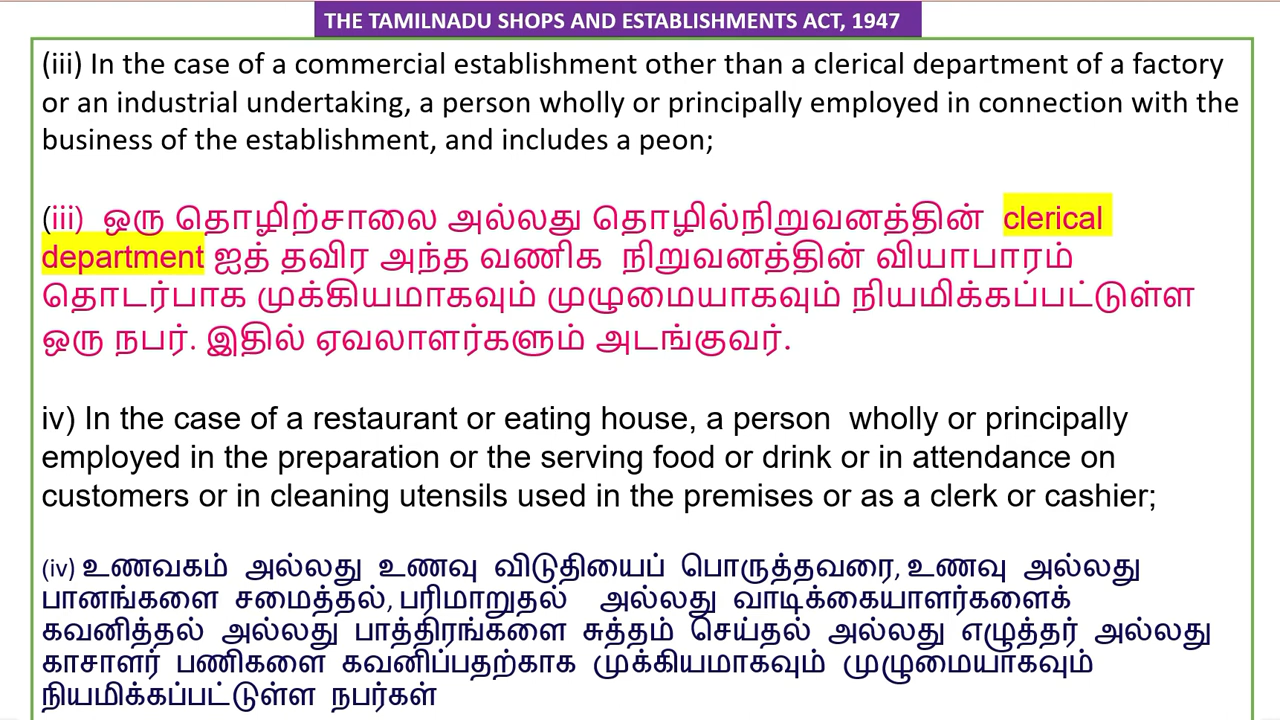 THE TAMILNADU SHOPS AND ESTABLISHMENTS ACT, 1947
(iii) In the case of a commercial establishment other than a clerical department of a factory
or an industrial undertaking, a person wholly or principally employed in connection with the
business of the establishment, and includes a peon;
(iii) ஒரு தொழிற்சாலை அல்லது தொழில்நிறுவனத்தின் clerical
department ஐத் தவிர அந்த வணிக நிறுவனத்தின் வியாபாரம்
தொடர்பாக முக்கியமாகவும் முழுமையாகவும் நியமிக்கப்பட்டுள்ள
ஒரு நபர். இதில் ஏவலாளர்களும் அடங்குவர்.
iv) In the case of a restaurant or eating house, a person wholly or principally
employed in the preparation or the serving food or drink or in attendance on
customers or in cleaning utensils used in the premises or as a clerk or cashier;
(iv) உணவகம் அல்லது உணவு விடுதியைப் பொருத்தவரை, உணவு அல்லது
பானங்களை சமைத்தல், பரிமாறுதல் அல்லது வாடிக்கையாளர்களைக்
கவனித்தல் அல்லது பாத்திரங்களை சுத்தம் செய்தல் அல்லது எழுத்தர் அல்லது
காசாளர் பணிகளை கவனிப்பதற்காக முக்கியமாகவும் முழுமையாகவும்
நியமிக்கப்பட்டுள்ள நபர்கள்